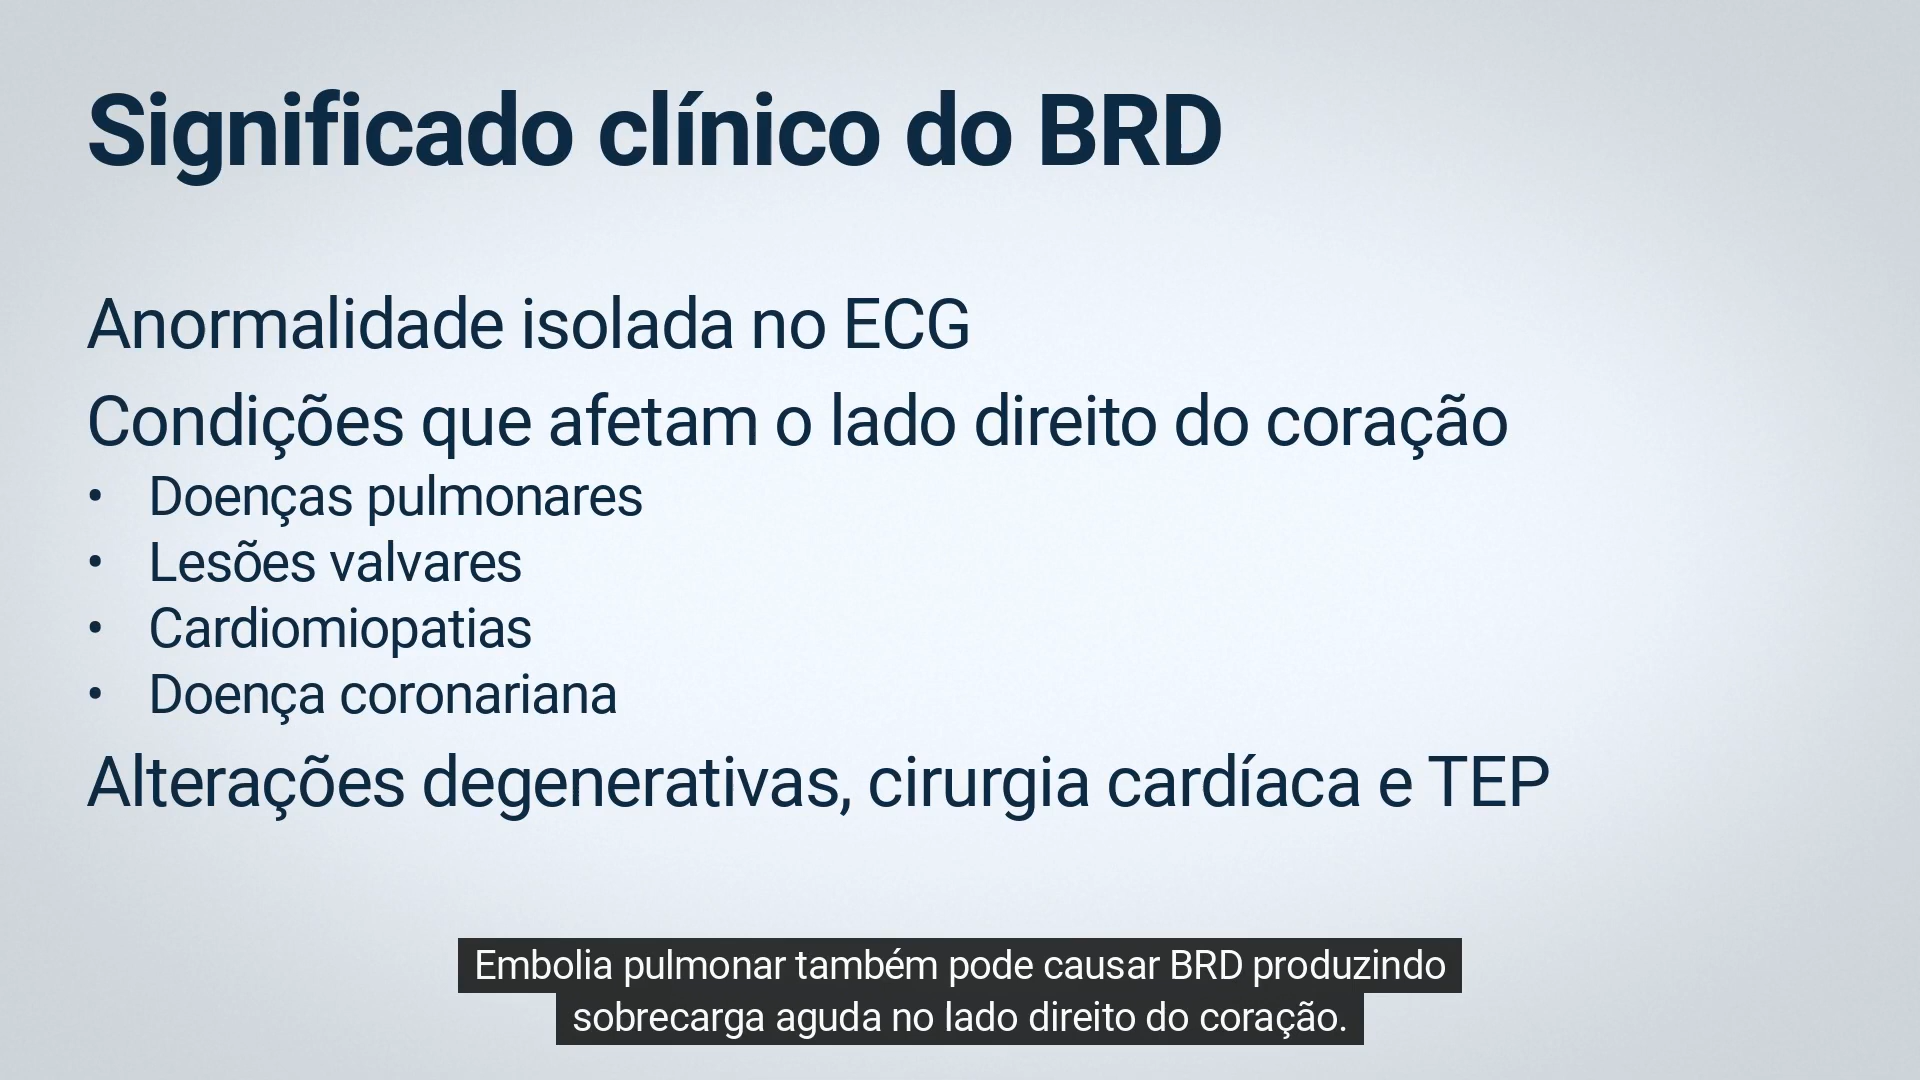 Significado clínico do BRD
Anormalidade isolada no ECG
Condições que afetam o lado direito do coração
• Doenças pulmonares
• Lesões valvares
• Cardiomiopatias
• Doença coronariana
Alterações degenerativas, cirurgia cardíaca e TEP
Embolia pulmonar também pode causar BRD produzindo
sobrecarga aguda no lado direito do coração.